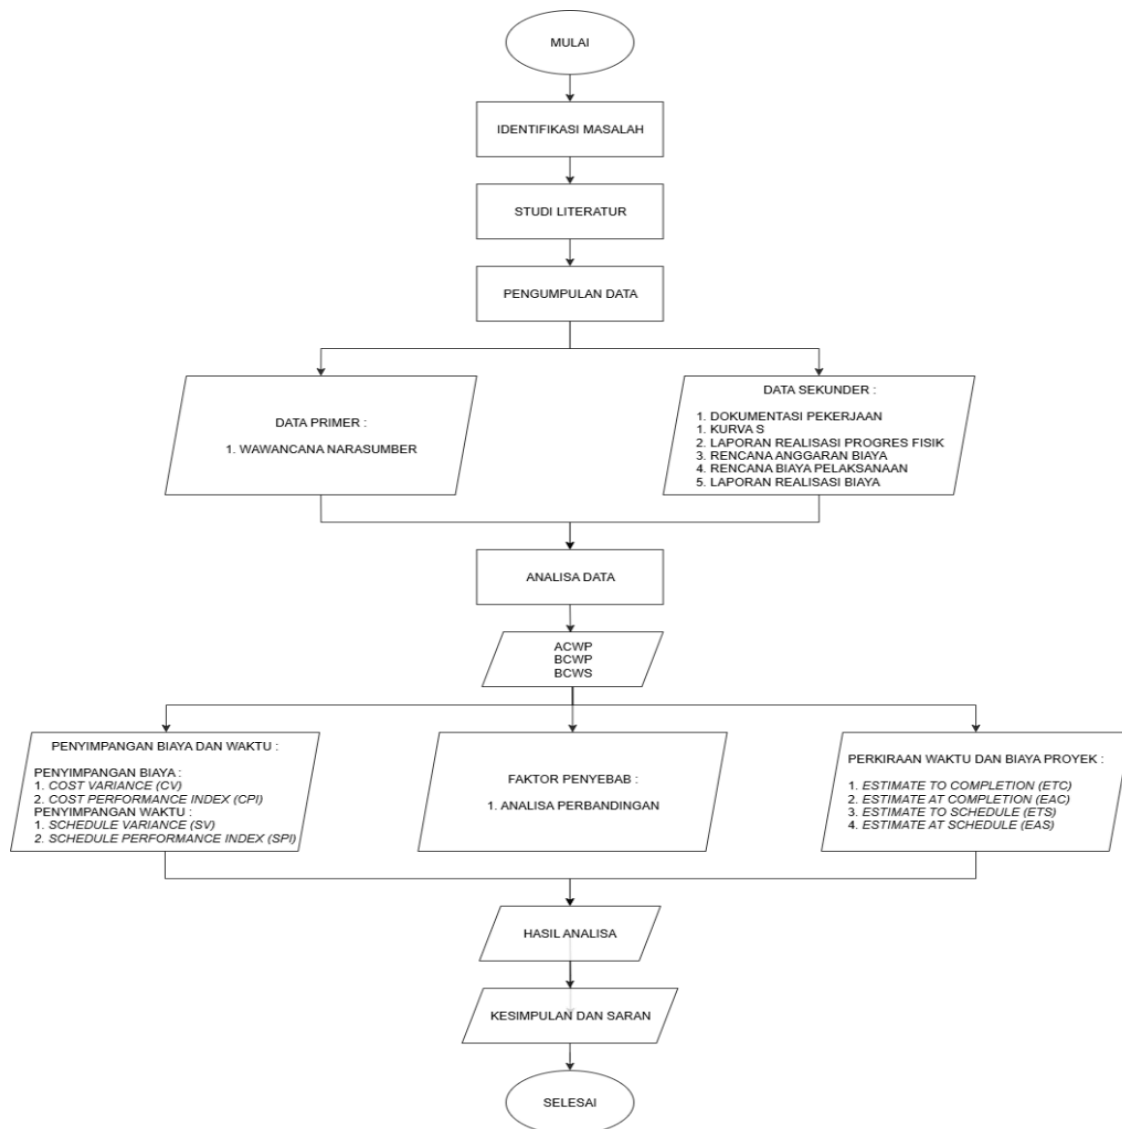 MULAI
IDENTIFIKASI MASALAH
STUDI LITERATUR
PENGUMPULAN DATA
DATA PRIMER :
1. WAWANCANA NARASUMBER
DATA SEKUNDER :
1. DOKUMENTASI PEKERJAAN
1. KURVA S
2. LAPORAN REALISASI PROGRES FISIK
3. RENCANA ANGGARAN BIAYA
4. RENCANA BIAYA PELAKSANAAN
5. LAPORAN REALISASI BIAYA
ANALISA DATA
ACWP
BCWP
BCWS
PENYIMPANGAN BIAYA DAN WAKTU :
PENYIMPANGAN BIAYA :
1. COST VARIANCE (CV)
2. COST PERFORMANCE INDEX (CPI)
PENYIMPANGAN WAKTU :
1. SCHEDULE VARIANCE (SV)
2. SCHEDULE PERFORMANCE INDEX (SPI)
FAKTOR PENYEBAB :
1. ANALISA PERBANDINGAN
PERKIRAAN WAKTU DAN BIAYA PROYEK :
1. ESTIMATE TO COMPLETION (ETC)
2. ESTIMATE AT COMPLETION (EAC)
3. ESTIMATE TO SCHEDULE (ETS)
4. ESTIMATE AT SCHEDULE (EAS)
HASIL ANALISA
KESIMPULAN DAN SARAN
SELESAI